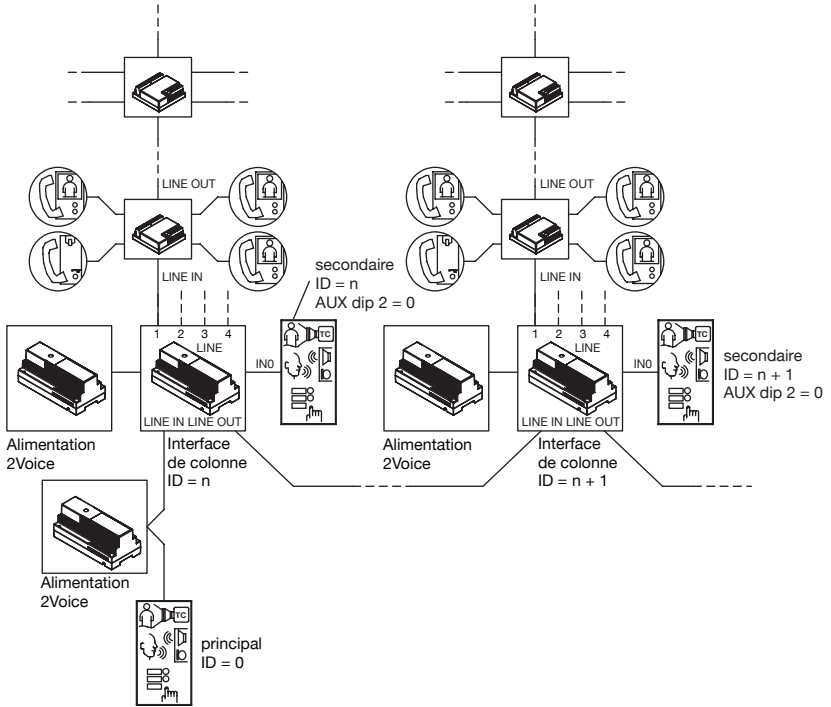 LINE OUT
LINE OUT
LINE IN
LINE IN
secondaire
ID = n
AUX dip 2 = 0
1 2 3 4
LINE
IN0
TC
1 2 3 4
LINE
IN0
TC
secondaire
ID = n + 1
AUX dip 2 = 0
LINE IN LINE OUT
LINE IN LINE OUT
Alimentation
2Voice
Interface
de colonne
ID = n
Alimentation
2Voice
Interface
de colonne
ID = n + 1
Alimentation
2Voice
TC
principal
ID = 0